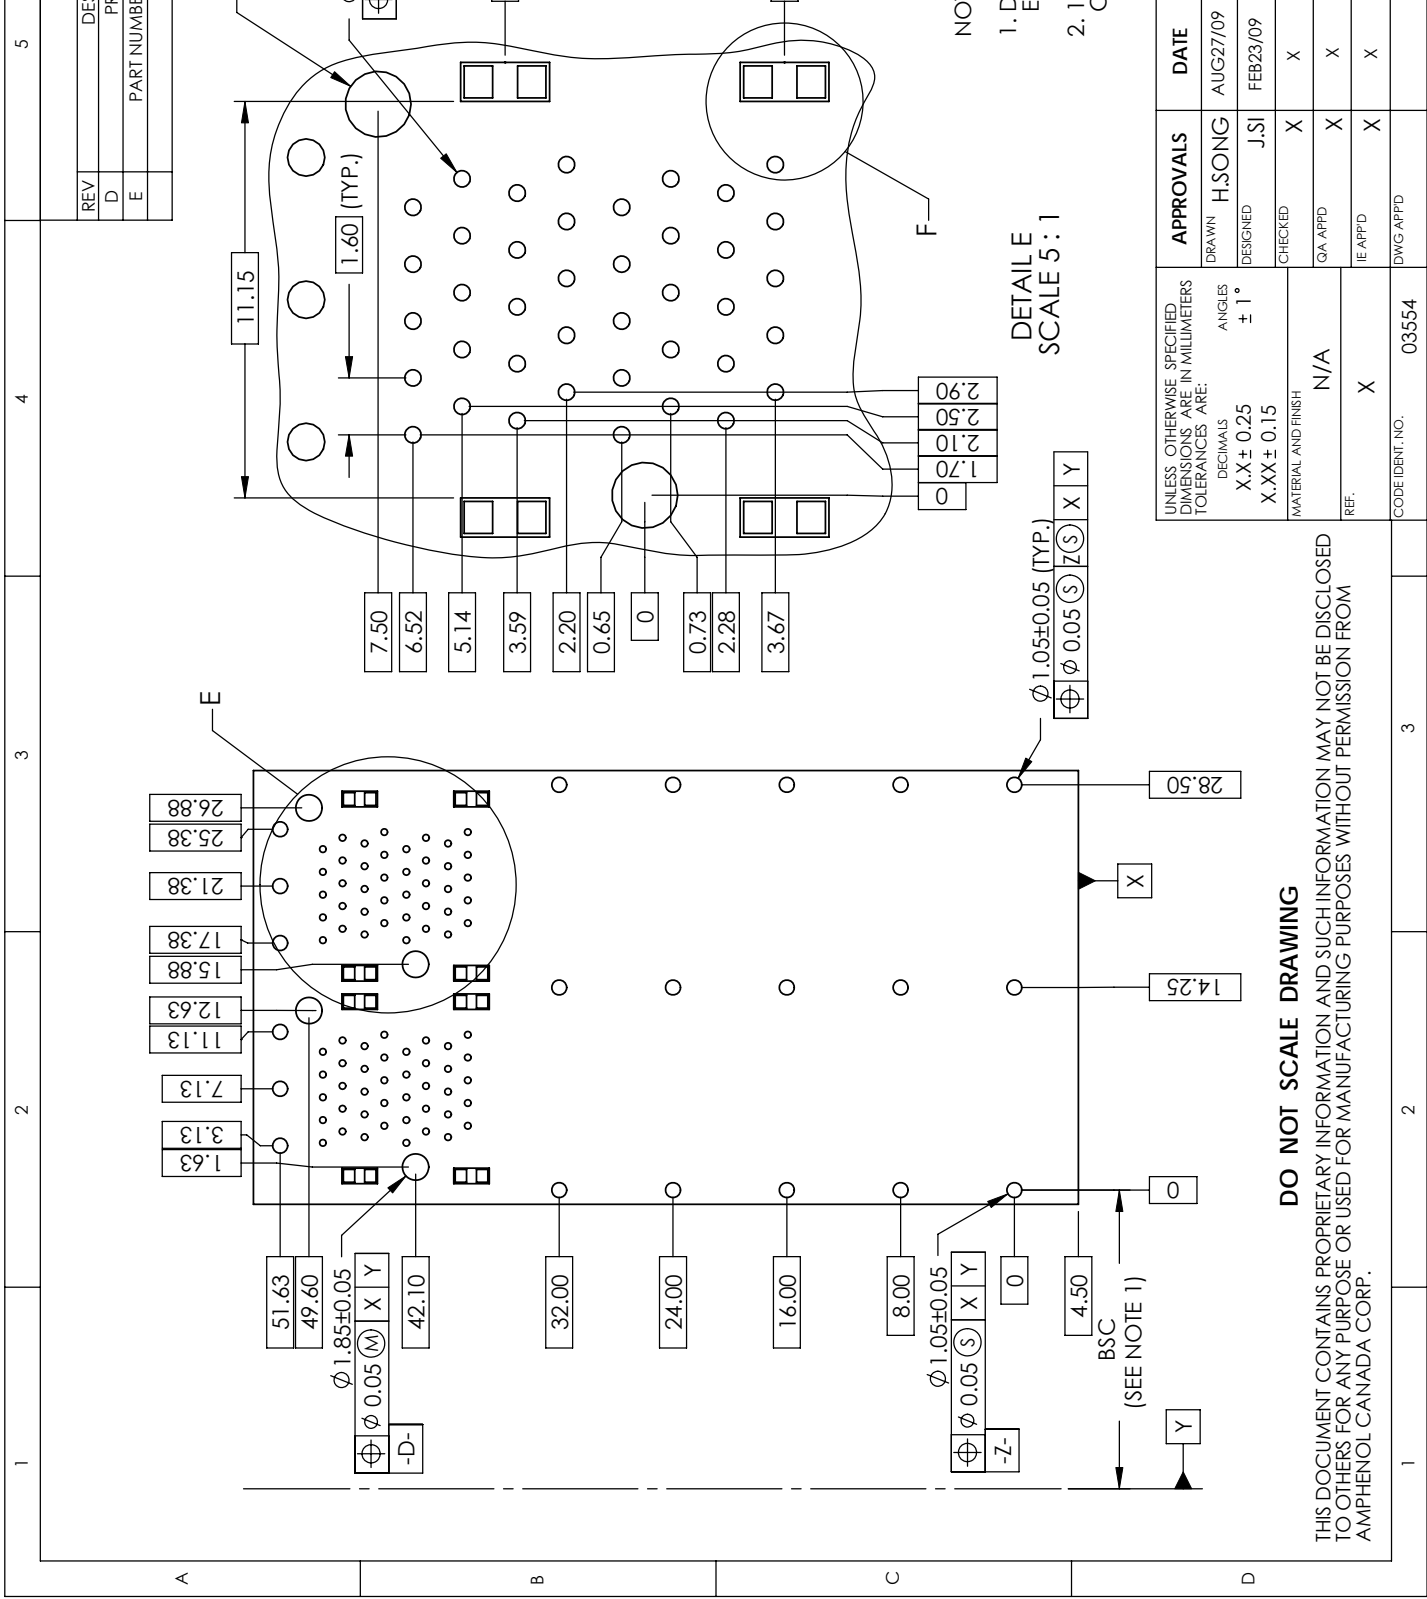 1
2
3
4
5
A
B
C
D
1
2
3
REV
D
E
PART NUMBE
1.63
3.13
7.13
11.13
12.63
15.88
17.38
21.38
25.38
26.88
E
51.63
49.60
Ø1.85±0.05
⌖ Ø 0.05 Ⓜ X Y
-D-
42.10
32.00
24.00
16.00
8.00
Ø1.05±0.05
⌖ Ø 0.05 Ⓢ X Y
-Z-
0
4.50
BSC
(SEE NOTE 1)
Y
0
14.25
28.50
X
Ø1.05±0.05 (TYP.)
⌖ Ø 0.05 Ⓢ ZⓈ X Y
11.15
1.60 (TYP.)
7.50
6.52
5.14
3.59
2.20
0.65
0
0.73
2.28
3.67
0
1.70
2.10
2.50
2.90
F
DETAIL E
SCALE 5 : 1
1. D
2. 1
DO NOT SCALE DRAWING
THIS DOCUMENT CONTAINS PROPRIETARY INFORMATION AND SUCH INFORMATION MAY NOT BE DISCLOSED
TO OTHERS FOR ANY PURPOSE OR USED FOR MANUFACTURING PURPOSES WITHOUT PERMISSION FROM
AMPHENOL CANADA CORP.
UNLESS OTHERWISE SPECIFIED
DIMENSIONS ARE IN MILLIMETERS
TOLERANCES ARE:
DECIMALS ANGLES
X.X± 0.25 ± 1°
X.XX± 0.15
MATERIAL AND FINISH
N/A
REF.
X
CODE IDENT. NO.
03554
APPROVALS DATE
DRAWN H.SONG AUG27/09
DESIGNED J.SI FEB23/09
CHECKED X X
QA APPD X X
IE APP'D X X
DWG APP'D